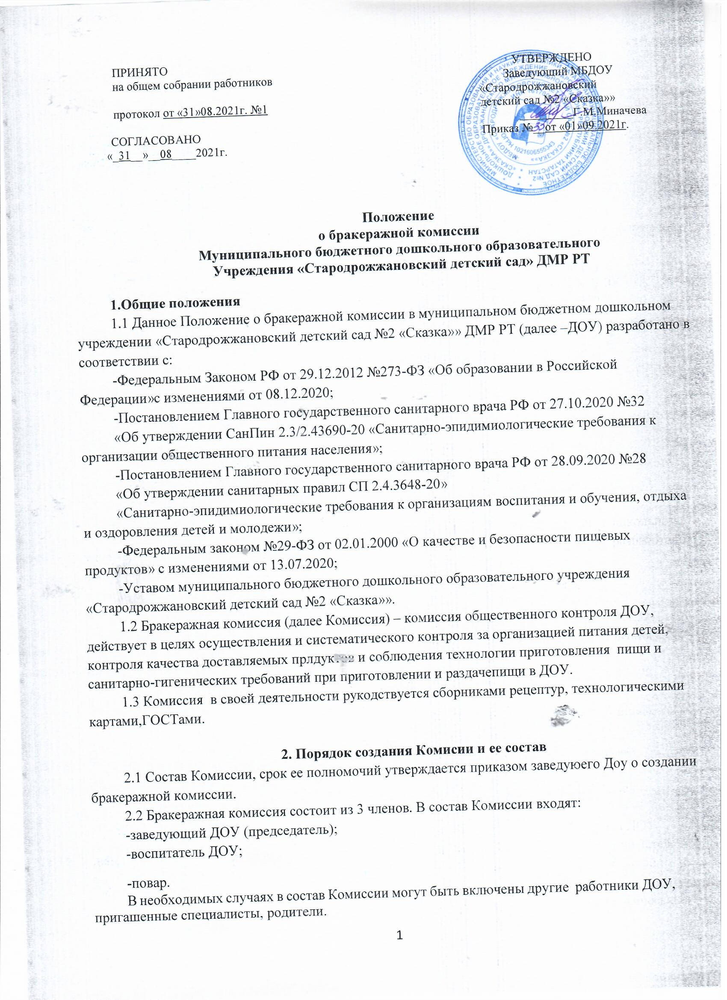 ПРИНЯТО
на общем собрании работников
протокол от «31»08.2021г. №1
СОГЛАСОВАНО
«_31__»__08____2021г.
УТВЕРЖДЕНО
Заведующий МБДОУ
«Стародрожжановский
детский сад №2 «Сказка»»
Г.М.Миначева
Приказ №33 от «01»09.2021г.
ОГРН 1021606555343
Положение
о бракеражной комиссии
Муниципального бюджетного дошкольного образовательного
Учреждения «Стародрожжановский детский сад» ДМР РТ
1.Общие положения
1.1 Данное Положение о бракеражной комиссии в муниципальном бюджетном дошкольном
учреждении «Стародрожжановский детский сад №2 «Сказка»» ДМР РТ (далее –ДОУ) разработано в
соответствии с:
-Федеральным Законом РФ от 29.12.2012 №273-ФЗ «Об образовании в Российской
Федерации»с изменениями от 08.12.2020;
-Постановлением Главного государственного санитарного врача РФ от 27.10.2020 №32
«Об утверждении СанПин 2.3/2.43690-20 «Санитарно-эпидимиологические требования к
организации общественного питания населения»;
-Постановлением Главного государственного санитарного врача РФ от 28.09.2020 №28
«Об утверждении санитарных правил СП 2.4.3648-20»
«Санитарно-эпидимиологические требования к организациям воспитания и обучения, отдыха
и оздоровления детей и молодежи»;
-Федеральным законом №29-ФЗ от 02.01.2000 «О качестве и безопасности пищевых
продуктов» с изменениями от 13.07.2020;
-Уставом муниципального бюджетного дошкольного образовательного учреждения
«Стародрожжановский детский сад №2 «Сказка»».
1.2 Бракеражная комиссия (далее Комиссия) – комиссия общественного контроля ДОУ,
действует в целях осуществления и систематического контроля за организацией питания детей,
контроля качества доставляемых прлдуктов и соблюдения технологии приготовления пищи и
санитарно-гигенических требований при приготовлении и раздачепищи в ДОУ.
1.3 Комиссия в своей деятельности рукодствуется сборниками рецептур, технологическими
картами,ГОСТами.
2. Порядок создания Комисии и ее состав
2.1 Состав Комиссии, срок ее полномочий утверждается приказом заведуюего Доу о создании
бракеражной комиссии.
2.2 Бракеражная комиссия состоит из 3 членов. В состав Комиссии входят:
-заведующий ДОУ (председатель);
-воспитатель ДОУ;
-повар.
В необходимых случаях в состав Комиссии могут быть включены другие работники ДОУ,
пригашенные специалисты, родители.
1